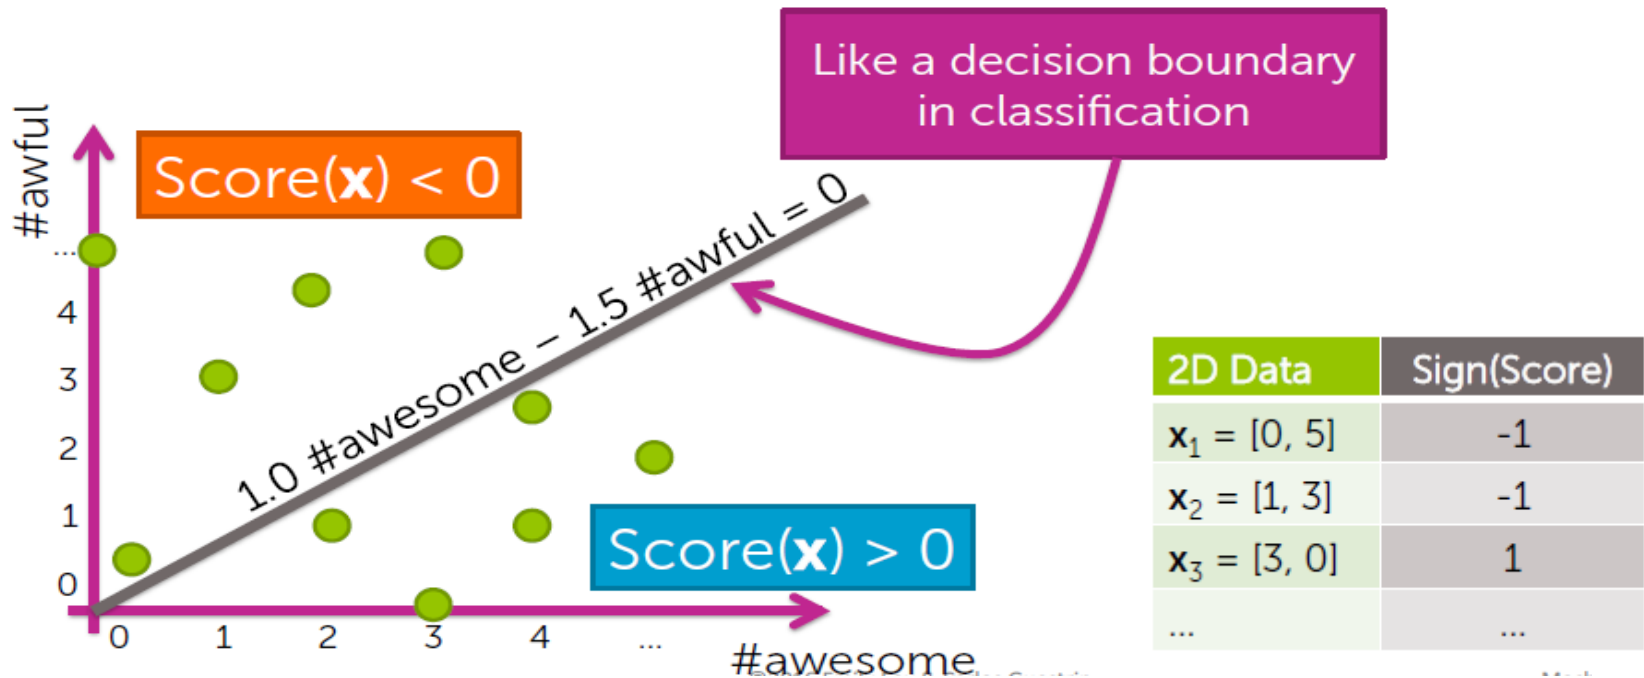 Like a decision boundary
in classification
#awful
Score(x) < 0
1.0 #awesome – 1.5 #awful = 0
...
4
3
2
1
0
Score(x) > 0
0 1 2 3 4 ...
#awesome
2D Data Sign(Score)
x1 = [0, 5] -1
x2 = [1, 3] -1
x3 = [3, 0] 1
... ...